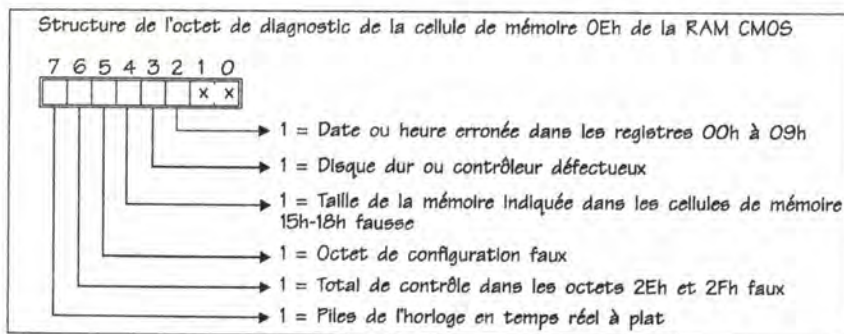 Structure de l'octet de diagnostic de la cellule de mémoire 0Eh de la RAM CMOS
7 6 5 4 3 2 1 0
x x
1 = Date ou heure erronée dans les registres 00h à 09h
1 = Disque dur ou contrôleur défectueux
1 = Taille de la mémoire indiquée dans les cellules de mémoire
15h-18h fausse
1 = Octet de configuration faux
1 = Total de contrôle dans les octets 2Eh et 2Fh faux
1 = Piles de l'horloge en temps réel à plat